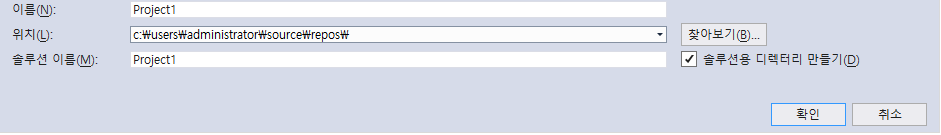 이름(N): Project1
위치(L): c:₩users₩administrator₩source₩repos₩ 찾아보기(B)...
솔루션 이름(M): Project1 솔루션용 디렉터리 만들기(D)
확인 취소